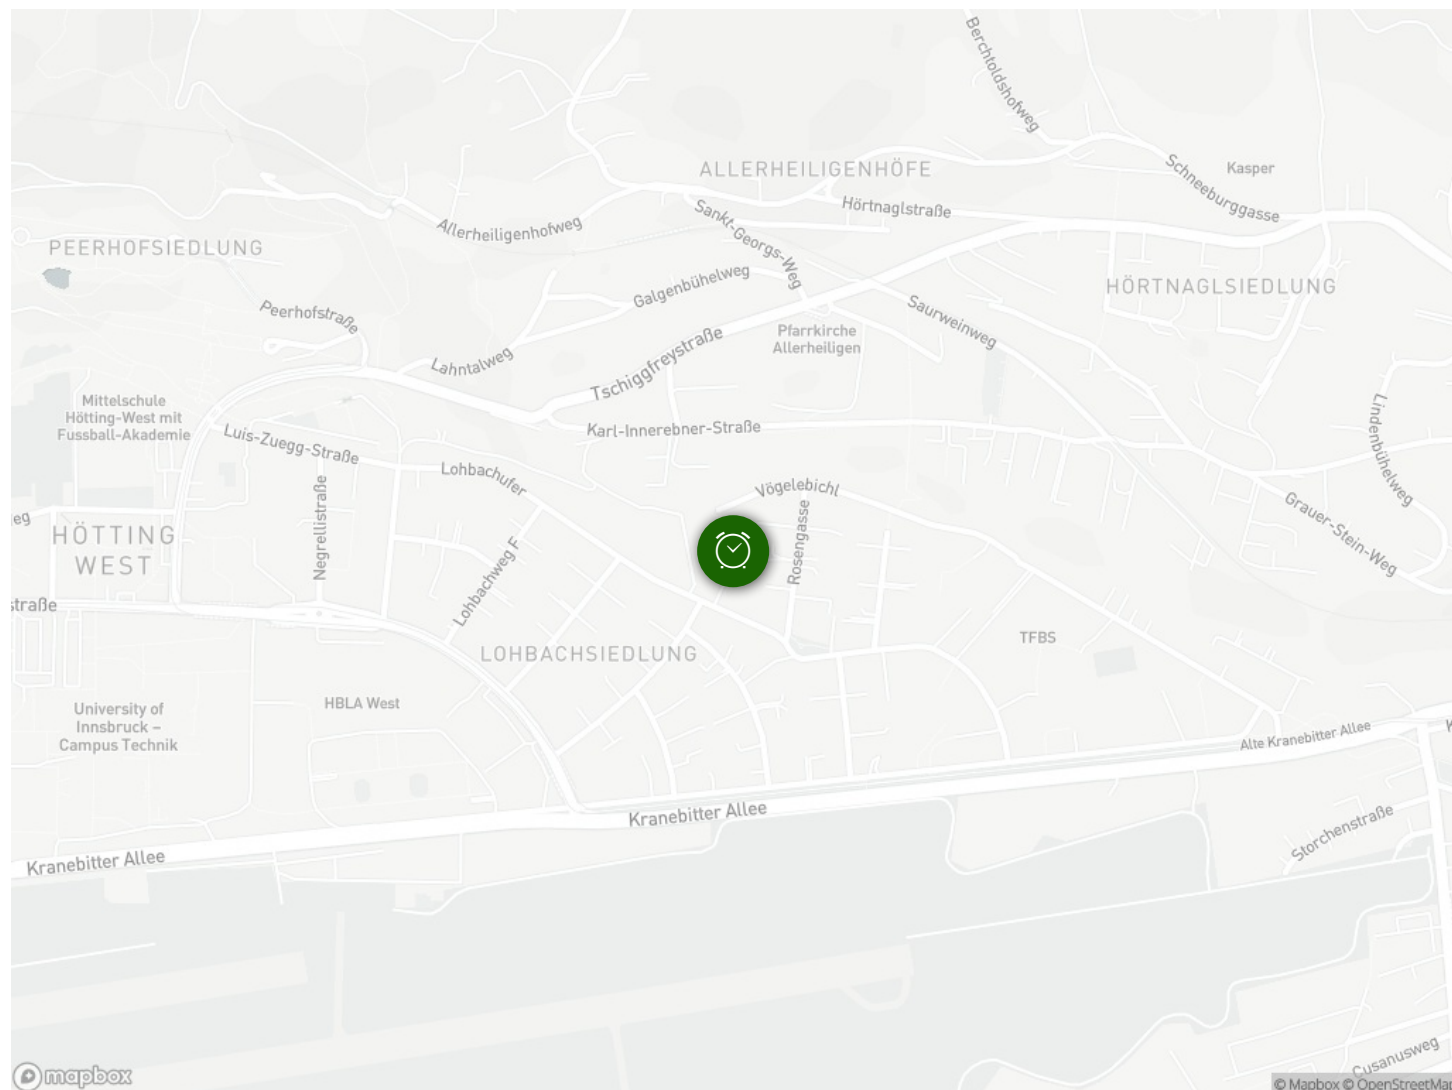 Berchtoldshofweg
ALLERHEILIGENHÖFE
Schneeburggasse
Kasper
Hörtnaglstraße
Sankt-Georgs-Weg
Allerheiligenhofweg
PEERHOFSIEDLUNG
Galgenbühelweg
HÖRTNAGLSIEDLUNG
Peerhofstraße
Saurweinweg
Pfarrkirche
Allerheiligen
Tschiggfreystraße
Lahntalweg
Mittelschule
Hötting-West mit
Fussball-Akademie
Luis-Zuegg-Straße
Karl-Innerebner-Straße
Lindenbühelweg
Lohbachufer
Vögelebichl
Negrellistraße
Rosengasse
Grauer-Stein-Weg
eg
HÖTTING
WEST
Lohbachweg F
straße
LOHBACHSIEDLUNG
TFBS
University of
Innsbruck –
Campus Technik
HBLA West
Alte Kranebitter Allee
K
Kranebitter Allee
Storchenstraße
Kranebitter Allee
Cusanusweg
mapbox
© Mapbox © OpenStreetMap